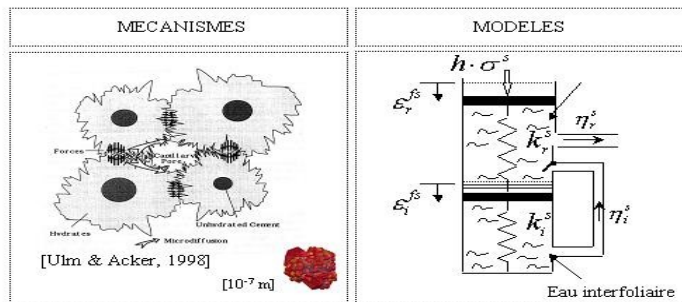 MECANISMES
Forces
Capillary
Pores
Hydrates
Unhydrated Cement
Microdiffusion
[Ulm & Acker, 1998]
[10⁻⁷ m]
MODELES
h · σˢ
εᵣᶠˢ
kᵣˢ
ηᵣˢ
εᵢᶠˢ
kᵢˢ
ηᵢˢ
Eau interfoliaire